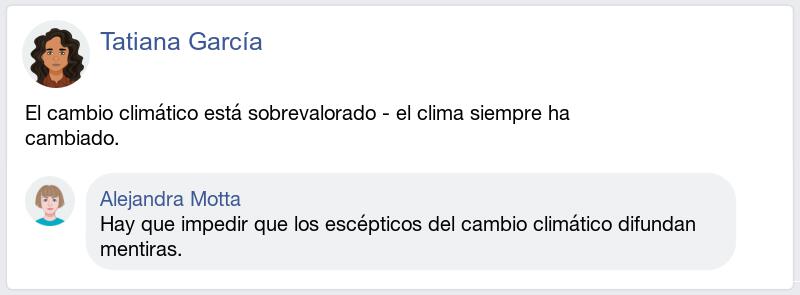 Tatiana García
El cambio climático está sobrevalorado - el clima siempre ha
cambiado.
Alejandra Motta
Hay que impedir que los escépticos del cambio climático difundan
mentiras.